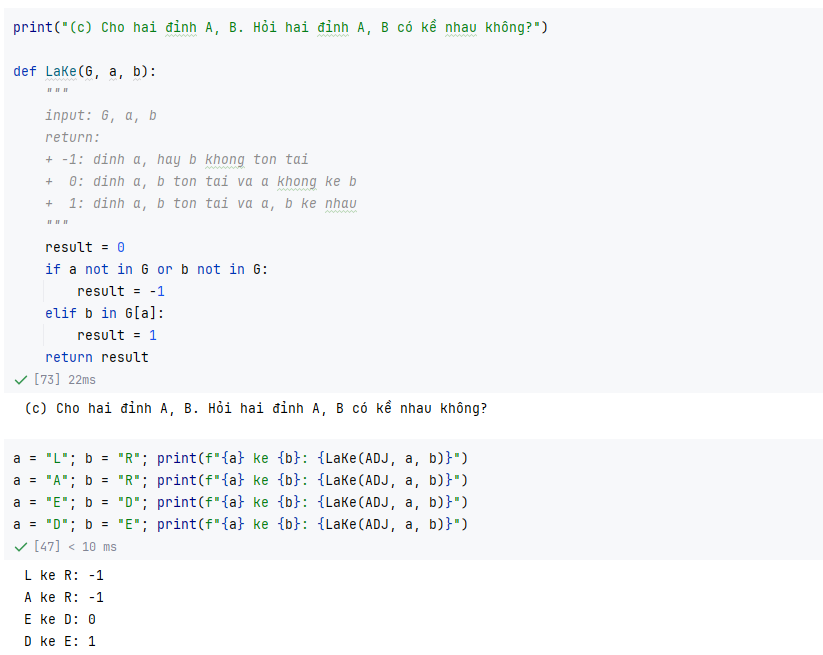 print("(c) Cho hai đỉnh A, B. Hỏi hai đỉnh A, B có kề nhau không?")
def LaKe(G, a, b):
    """
    input: G, a, b
    return:
    + -1: dinh a, hay b khong ton tai
    +  0: dinh a, b ton tai va a khong ke b
    +  1: dinh a, b ton tai va a, b ke nhau
    """
    result = 0
    if a not in G or b not in G:
        result = -1
    elif b in G[a]:
        result = 1
    return result
[73] 22ms
(c) Cho hai đỉnh A, B. Hỏi hai đỉnh A, B có kề nhau không?
a = "L"; b = "R"; print(f"{a} ke {b}: {LaKe(ADJ, a, b)}")
a = "A"; b = "R"; print(f"{a} ke {b}: {LaKe(ADJ, a, b)}")
a = "E"; b = "D"; print(f"{a} ke {b}: {LaKe(ADJ, a, b)}")
a = "D"; b = "E"; print(f"{a} ke {b}: {LaKe(ADJ, a, b)}")
[47] < 10 ms
L ke R: -1
A ke R: -1
E ke D: 0
D ke E: 1